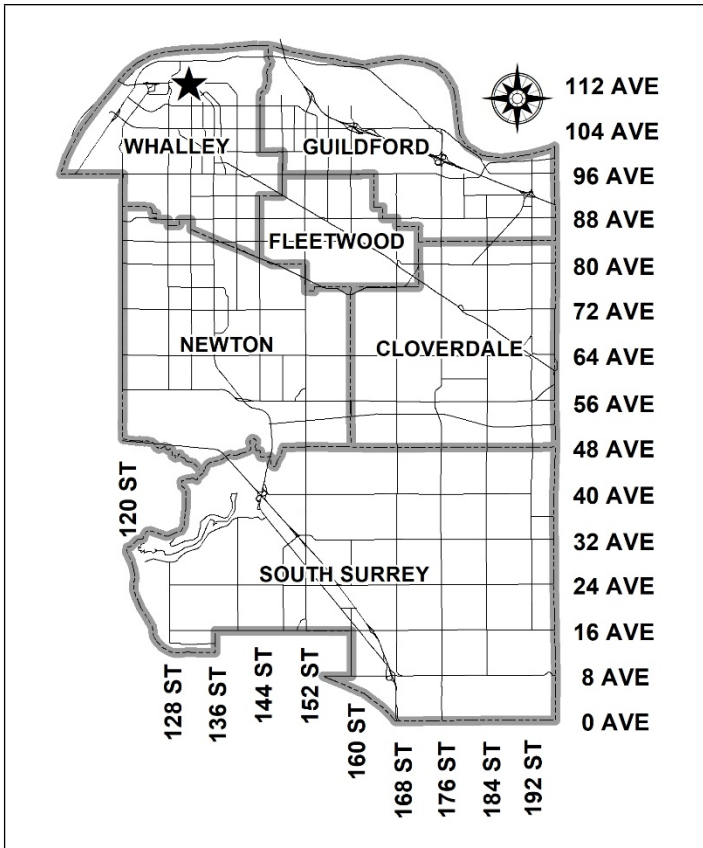 112 AVE
104 AVE
WHALLEY
GUILDFORD
96 AVE
88 AVE
FLEETWOOD
80 AVE
72 AVE
NEWTON
CLOVERDALE
64 AVE
56 AVE
48 AVE
120 ST
40 AVE
32 AVE
SOUTH SURREY
24 AVE
16 AVE
8 AVE
0 AVE
128 ST
136 ST
144 ST
152 ST
160 ST
168 ST
176 ST
184 ST
192 ST